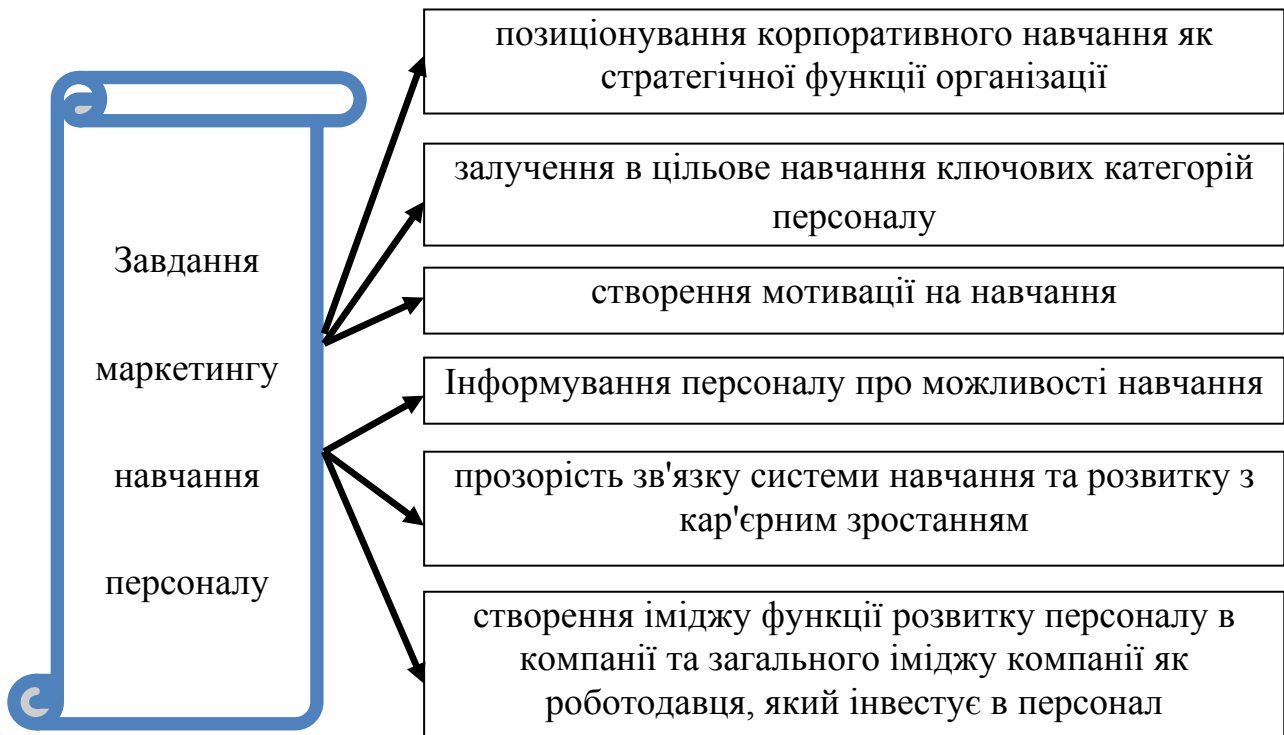 Завдання
маркетингу
навчання
персоналу
позиціонування корпоративного навчання як
стратегічної функції організації
залучення в цільове навчання ключових категорій
персоналу
створення мотивації на навчання
Інформування персоналу про можливості навчання
прозорість зв'язку системи навчання та розвитку з
кар'єрним зростанням
створення іміджу функції розвитку персоналу в
компанії та загального іміджу компанії як
роботодавця, який інвестує в персонал